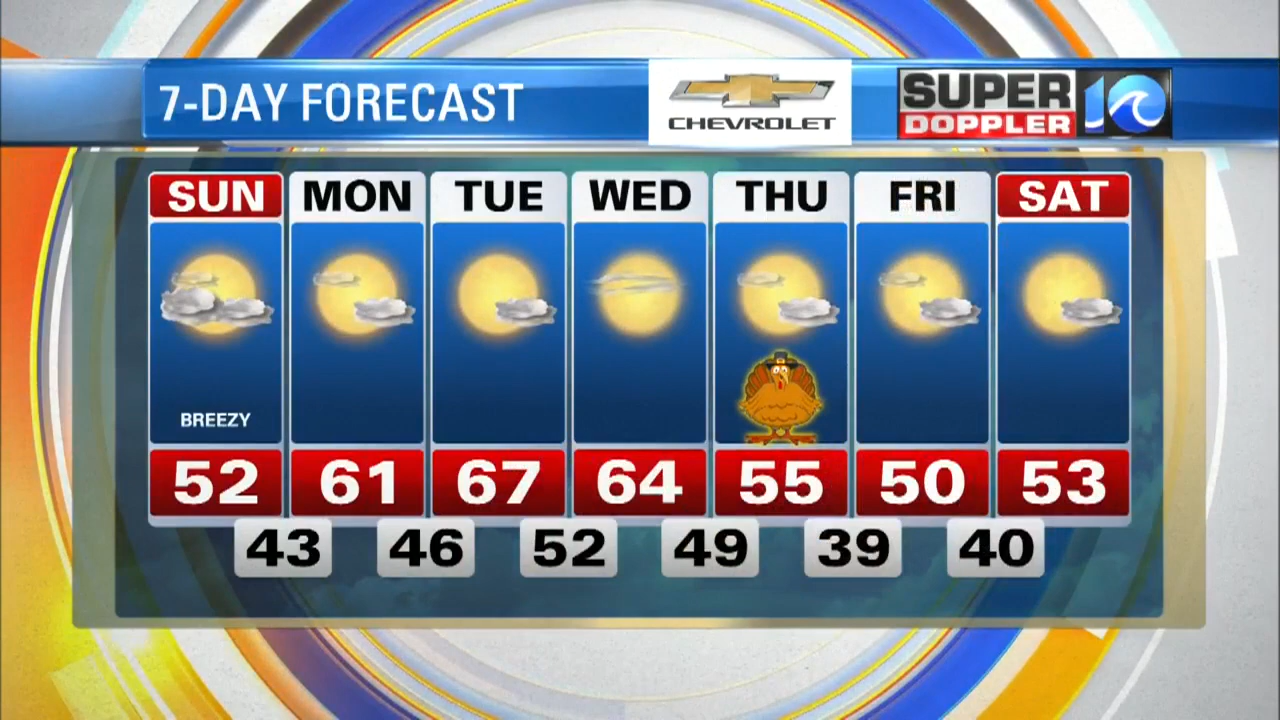 7-DAY FORECAST
CHEVROLET
SUPER
DOPPLER 10
SUN MON TUE WED THU FRI SAT
BREEZY
52 61 67 64 55 50 53
43 46 52 49 39 40